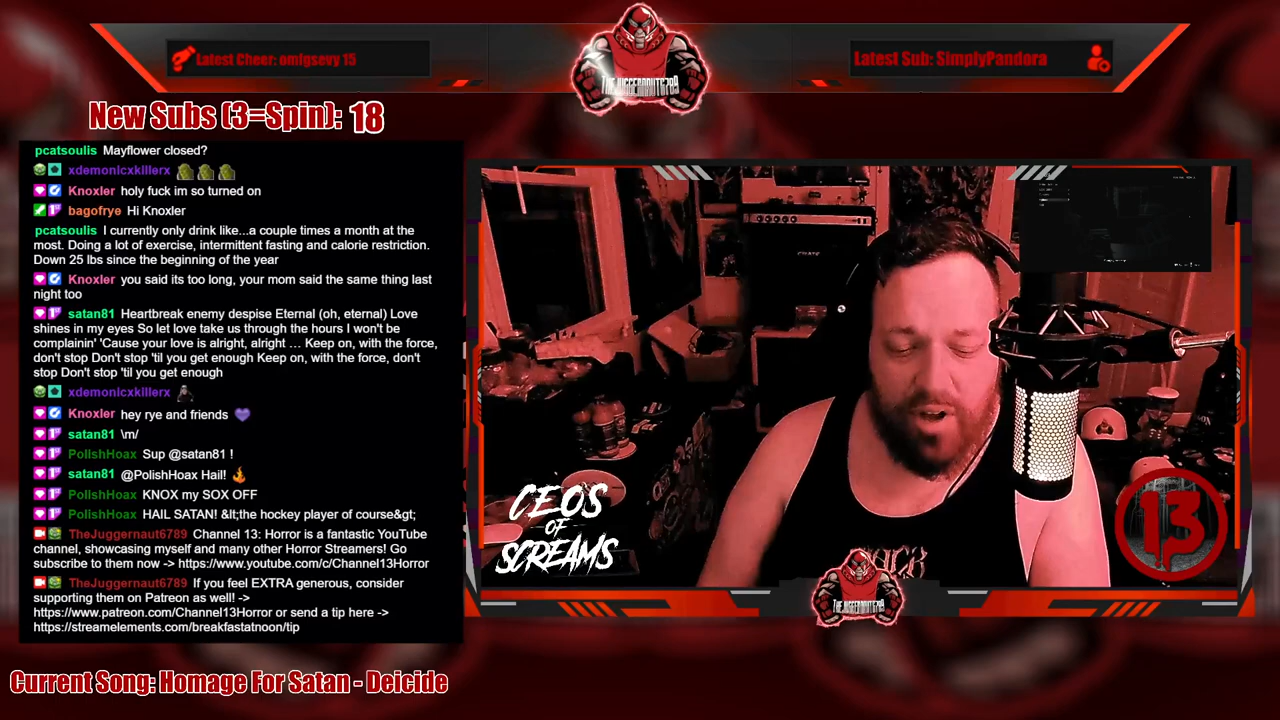 Latest Cheer: omfgsevy 15
THEJUGGERNAUT6789
Latest Sub: SimplyPandora
New Subs (3=Spin): 18
pcatsoulis Mayflower closed?
xdemonicxkillerx
Knoxler holy fuck im so turned on
bagofrye Hi Knoxler
pcatsoulis I currently only drink like...a couple times a month at the
most. Doing a lot of exercise, intermittent fasting and calorie restriction.
Down 25 lbs since the beginning of the year
Knoxler you said its too long, your mom said the same thing last
night too
satan81 Heartbreak enemy despise Eternal (oh, eternal) Love
shines in my eyes So let love take us through the hours I won't be
complainin' 'Cause your love is alright, alright … Keep on, with the force,
don't stop Don't stop 'til you get enough Keep on, with the force, don't
stop Don't stop 'til you get enough
xdemonicxkillerx
Knoxler hey rye and friends
satan81 \m/
PolishHoax Sup @satan81 !
satan81 @PolishHoax Hail!
PolishHoax KNOX my SOX OFF
PolishHoax HAIL SATAN! &lt;the hockey player of course&gt;
TheJuggernaut6789 Channel 13: Horror is a fantastic YouTube
channel, showcasing myself and many other Horror Streamers! Go
subscribe to them now -> https://www.youtube.com/c/Channel13Horror
TheJuggernaut6789 If you feel EXTRA generous, consider
supporting them on Patreon as well! ->
https://www.patreon.com/Channel13Horror or send a tip here ->
https://streamelements.com/breakfastatnoon/tip
CEOS
OF
SCREAMS
13
THEJUGGERNAUT6789
Current Song: Homage For Satan - Deicide